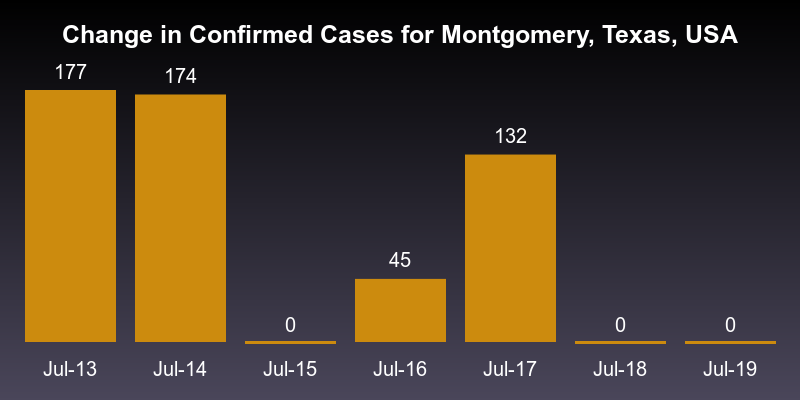 Change in Confirmed Cases for Montgomery, Texas, USA
177
174
0
45
132
0
0
Jul-13
Jul-14
Jul-15
Jul-16
Jul-17
Jul-18
Jul-19